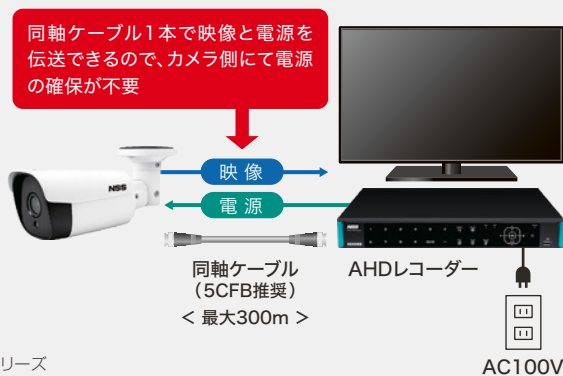 同軸ケーブル1本で映像と電源を
伝送できるので、カメラ側にて電源
の確保が不要
NSS
映像
電源
NSS
同軸ケーブル
（5CFB推奨）
＜ 最大300m ＞
AHDレコーダー
リーズ
AC100V